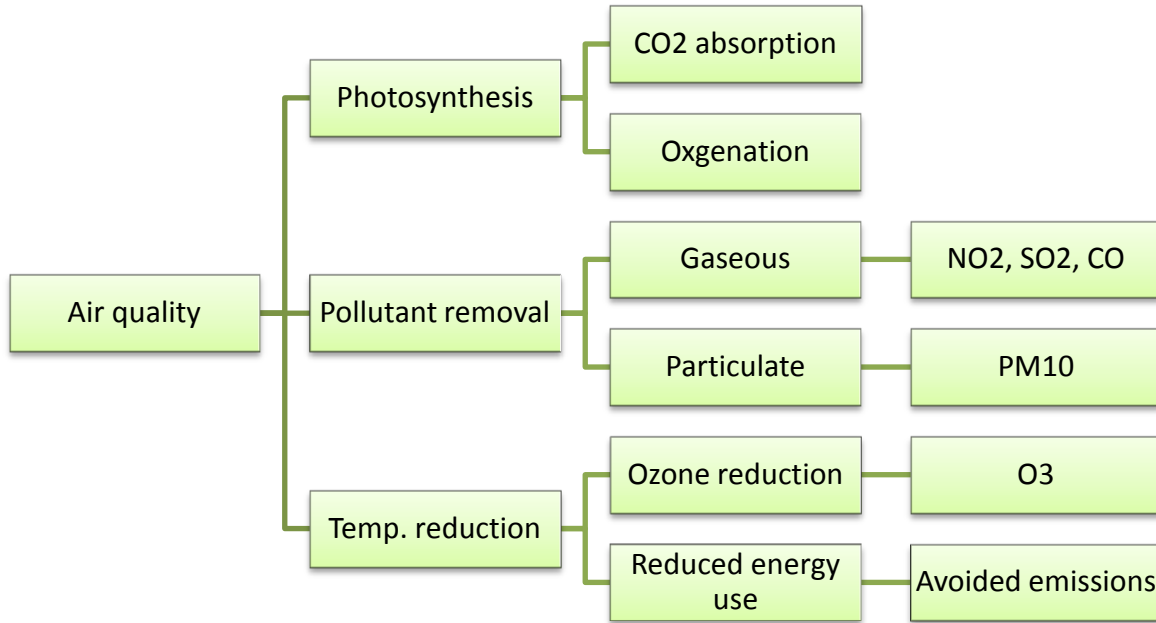 Air quality
Photosynthesis
CO2 absorption
Oxgenation
Pollutant removal
Gaseous
NO2, SO2, CO
Particulate
PM10
Temp. reduction
Ozone reduction
O3
Reduced energy
use
Avoided emissions